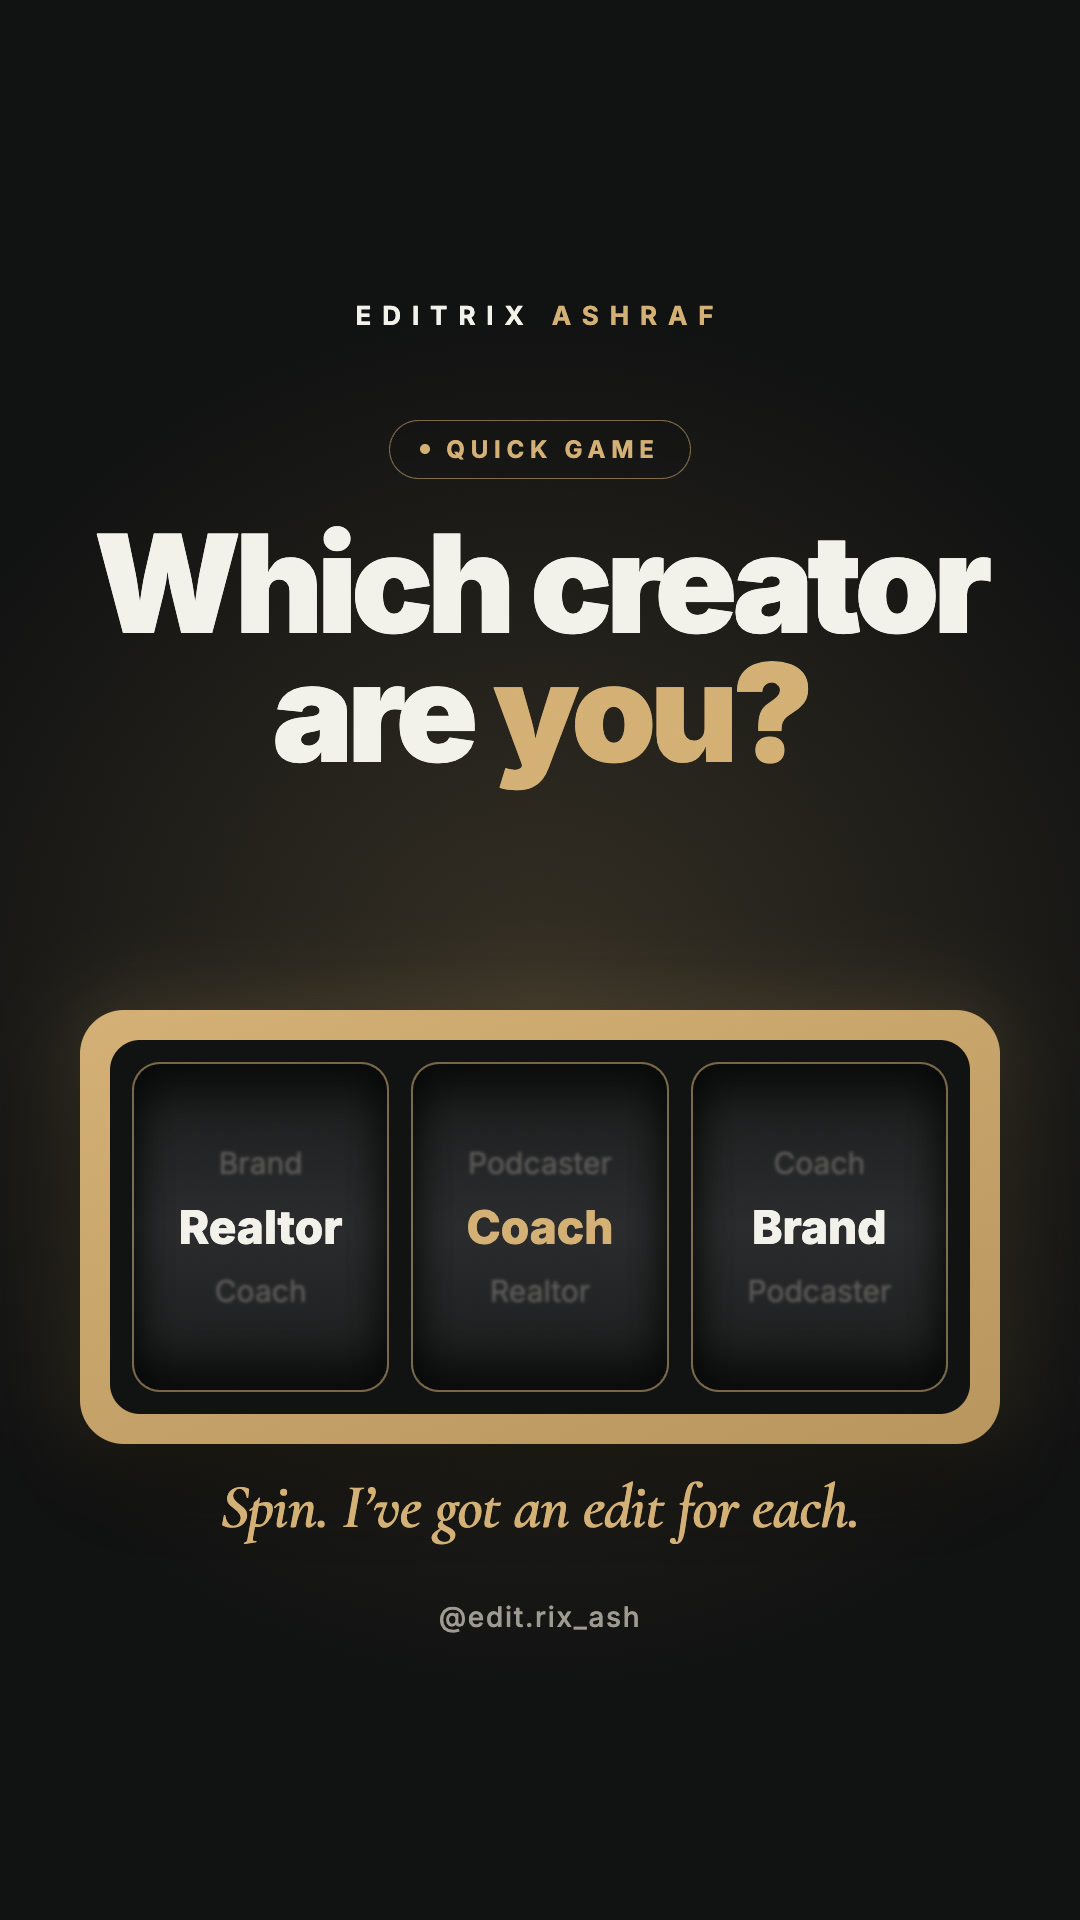 EDITRIX ASHRAF
• QUICK GAME
Which creator
are you?
Brand
Realtor
Coach
Podcaster
Coach
Realtor
Coach
Brand
Podcaster
Spin. I’ve got an edit for each.
@edit.rix_ash